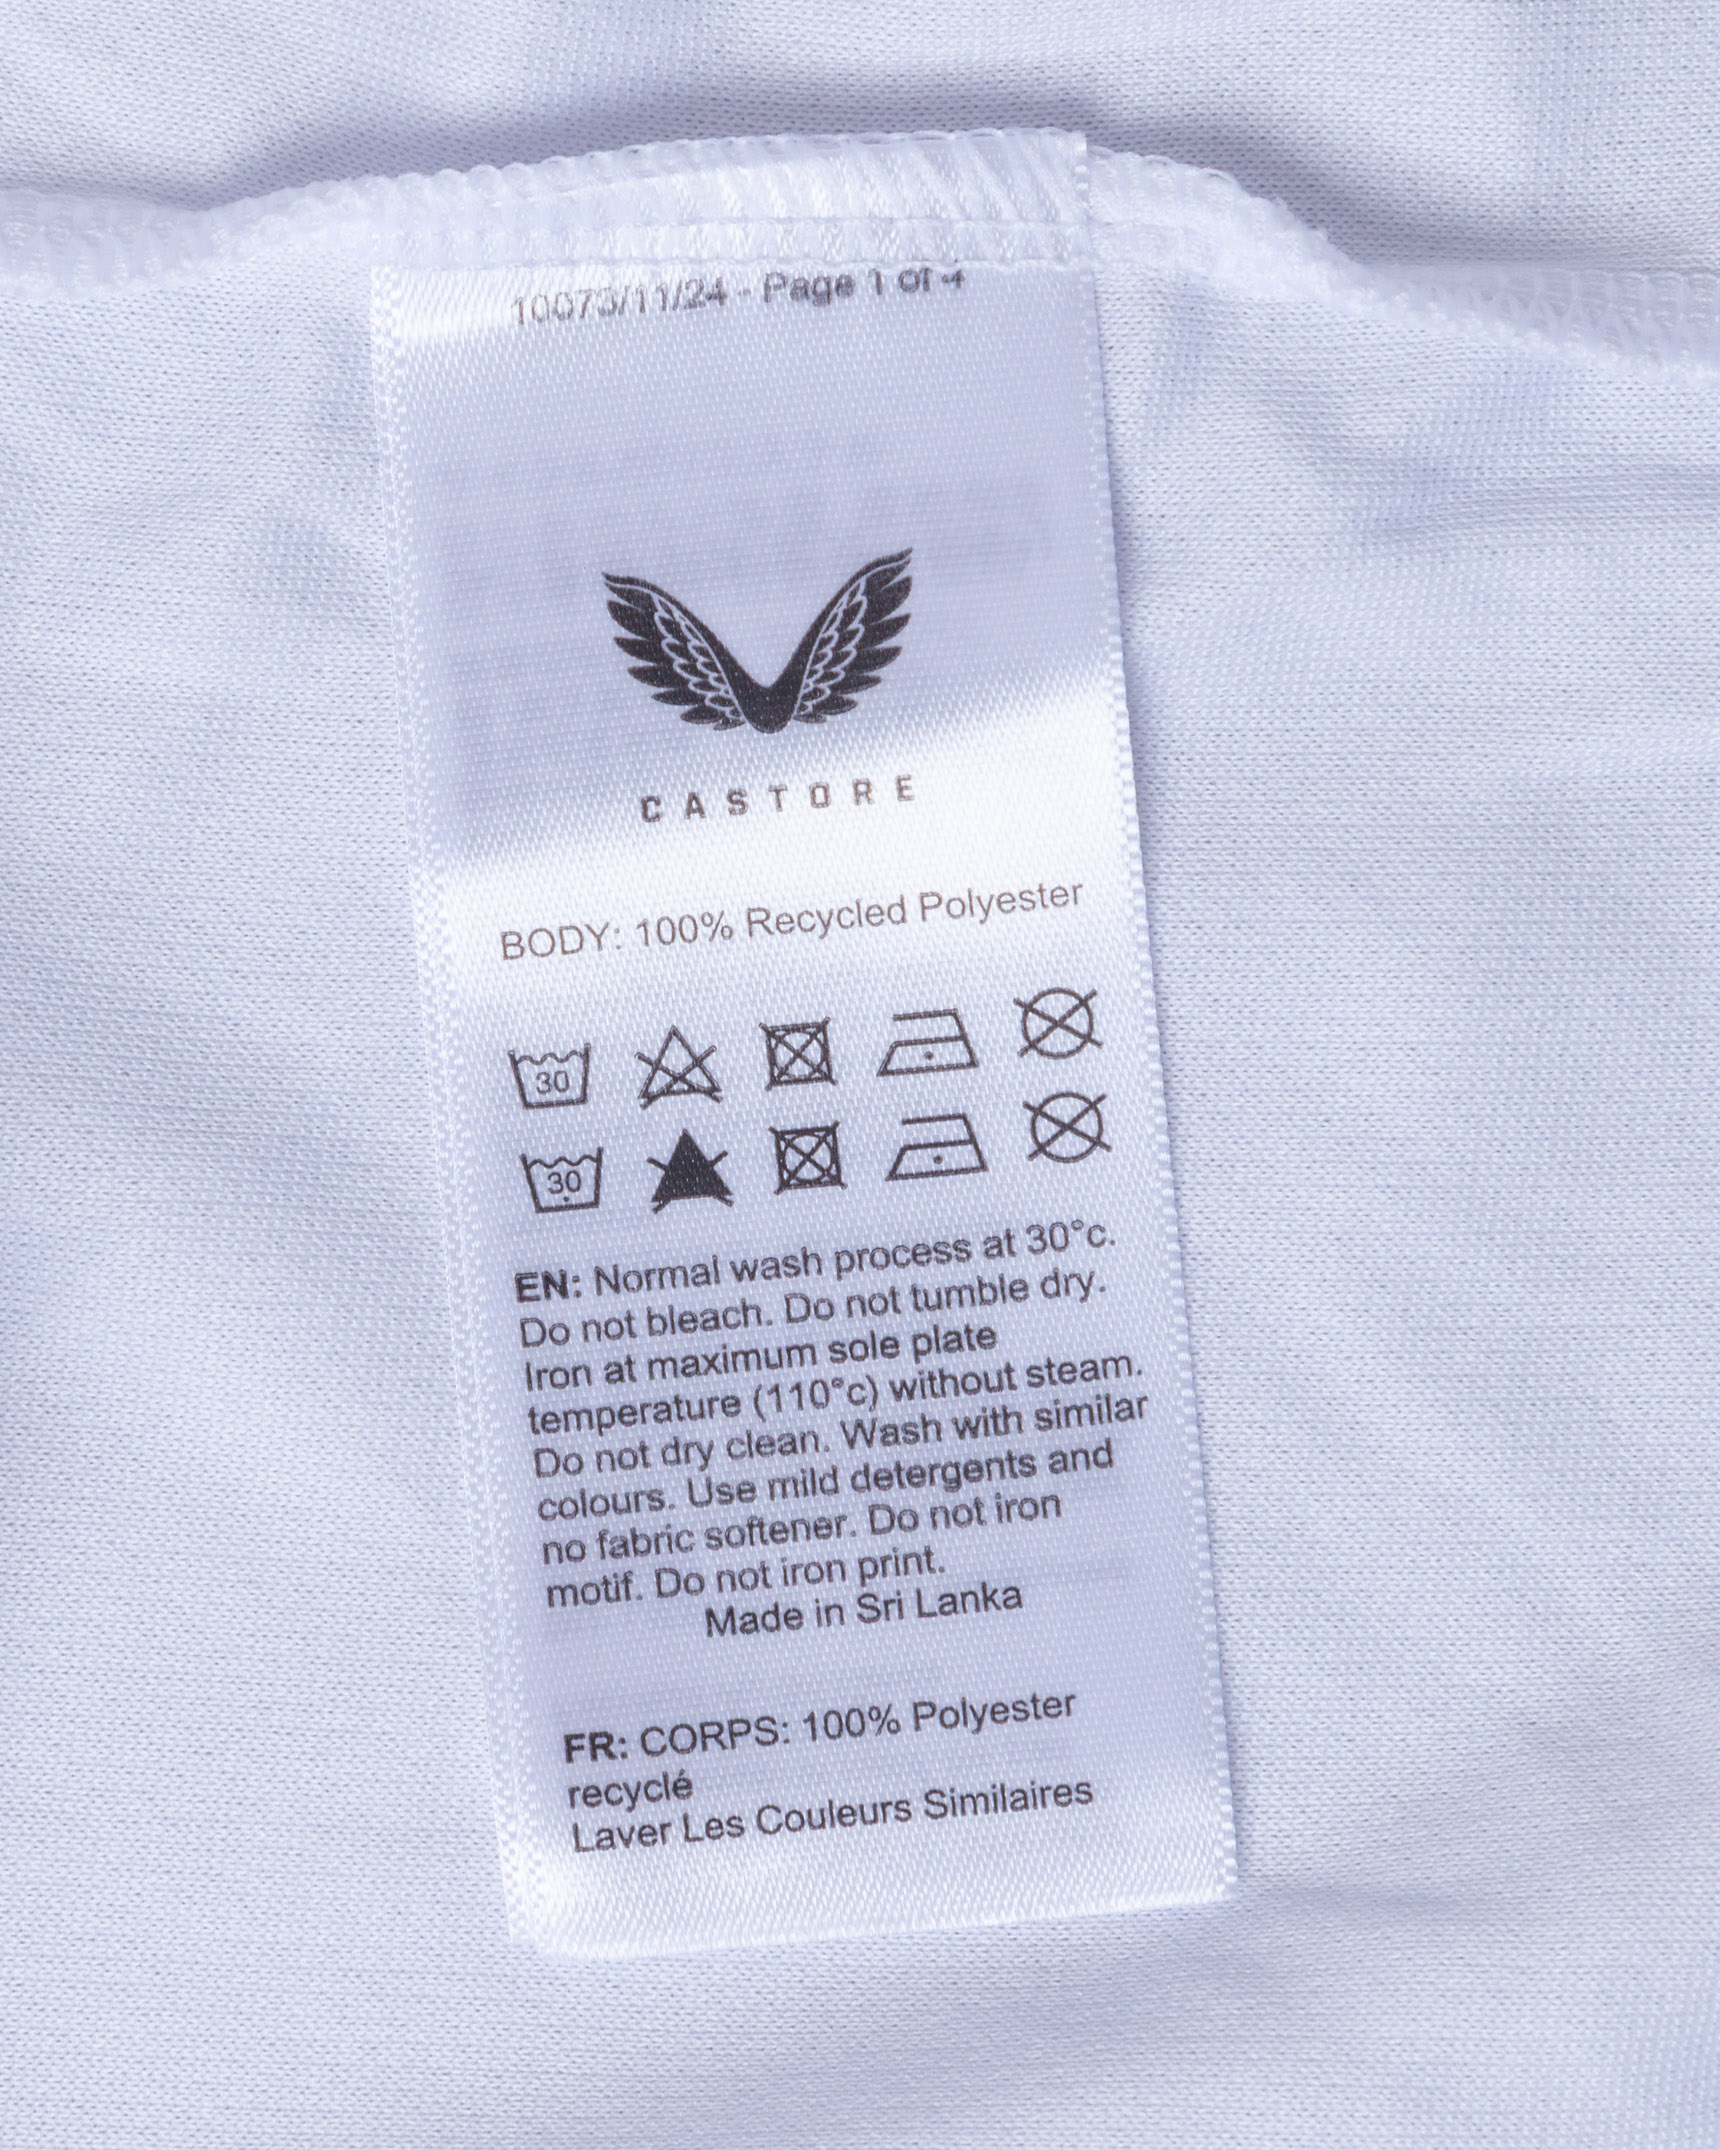 10073/11/24 - Page 1 of 4
CASTORE
BODY: 100% Recycled Polyester
30
30
EN: Normal wash process at 30°c.
Do not bleach. Do not tumble dry.
Iron at maximum sole plate
temperature (110°c) without steam.
Do not dry clean. Wash with similar
colours. Use mild detergents and
no fabric softener. Do not iron
motif. Do not iron print.
Made in Sri Lanka
FR: CORPS: 100% Polyester
recyclé
Laver Les Couleurs Similaires